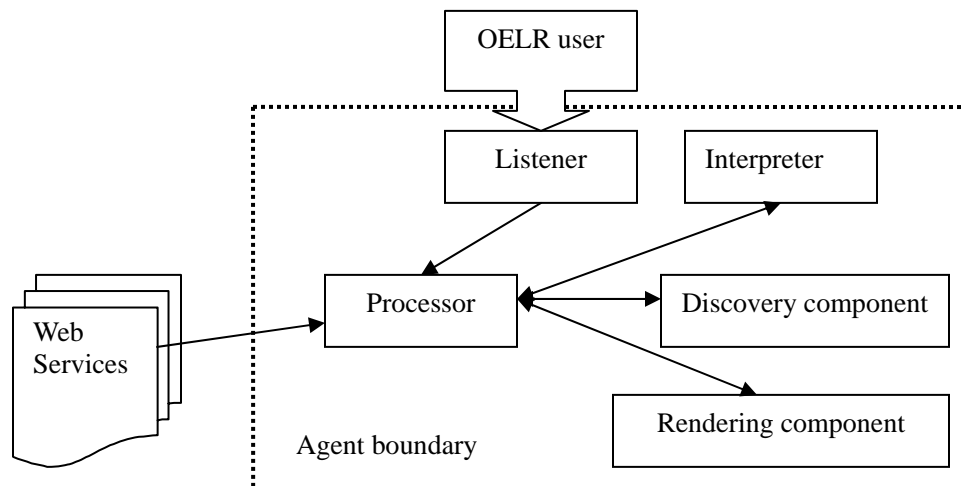 OELR user
Listener
Interpreter
Processor
Discovery component
Web
Services
Rendering component
Agent boundary